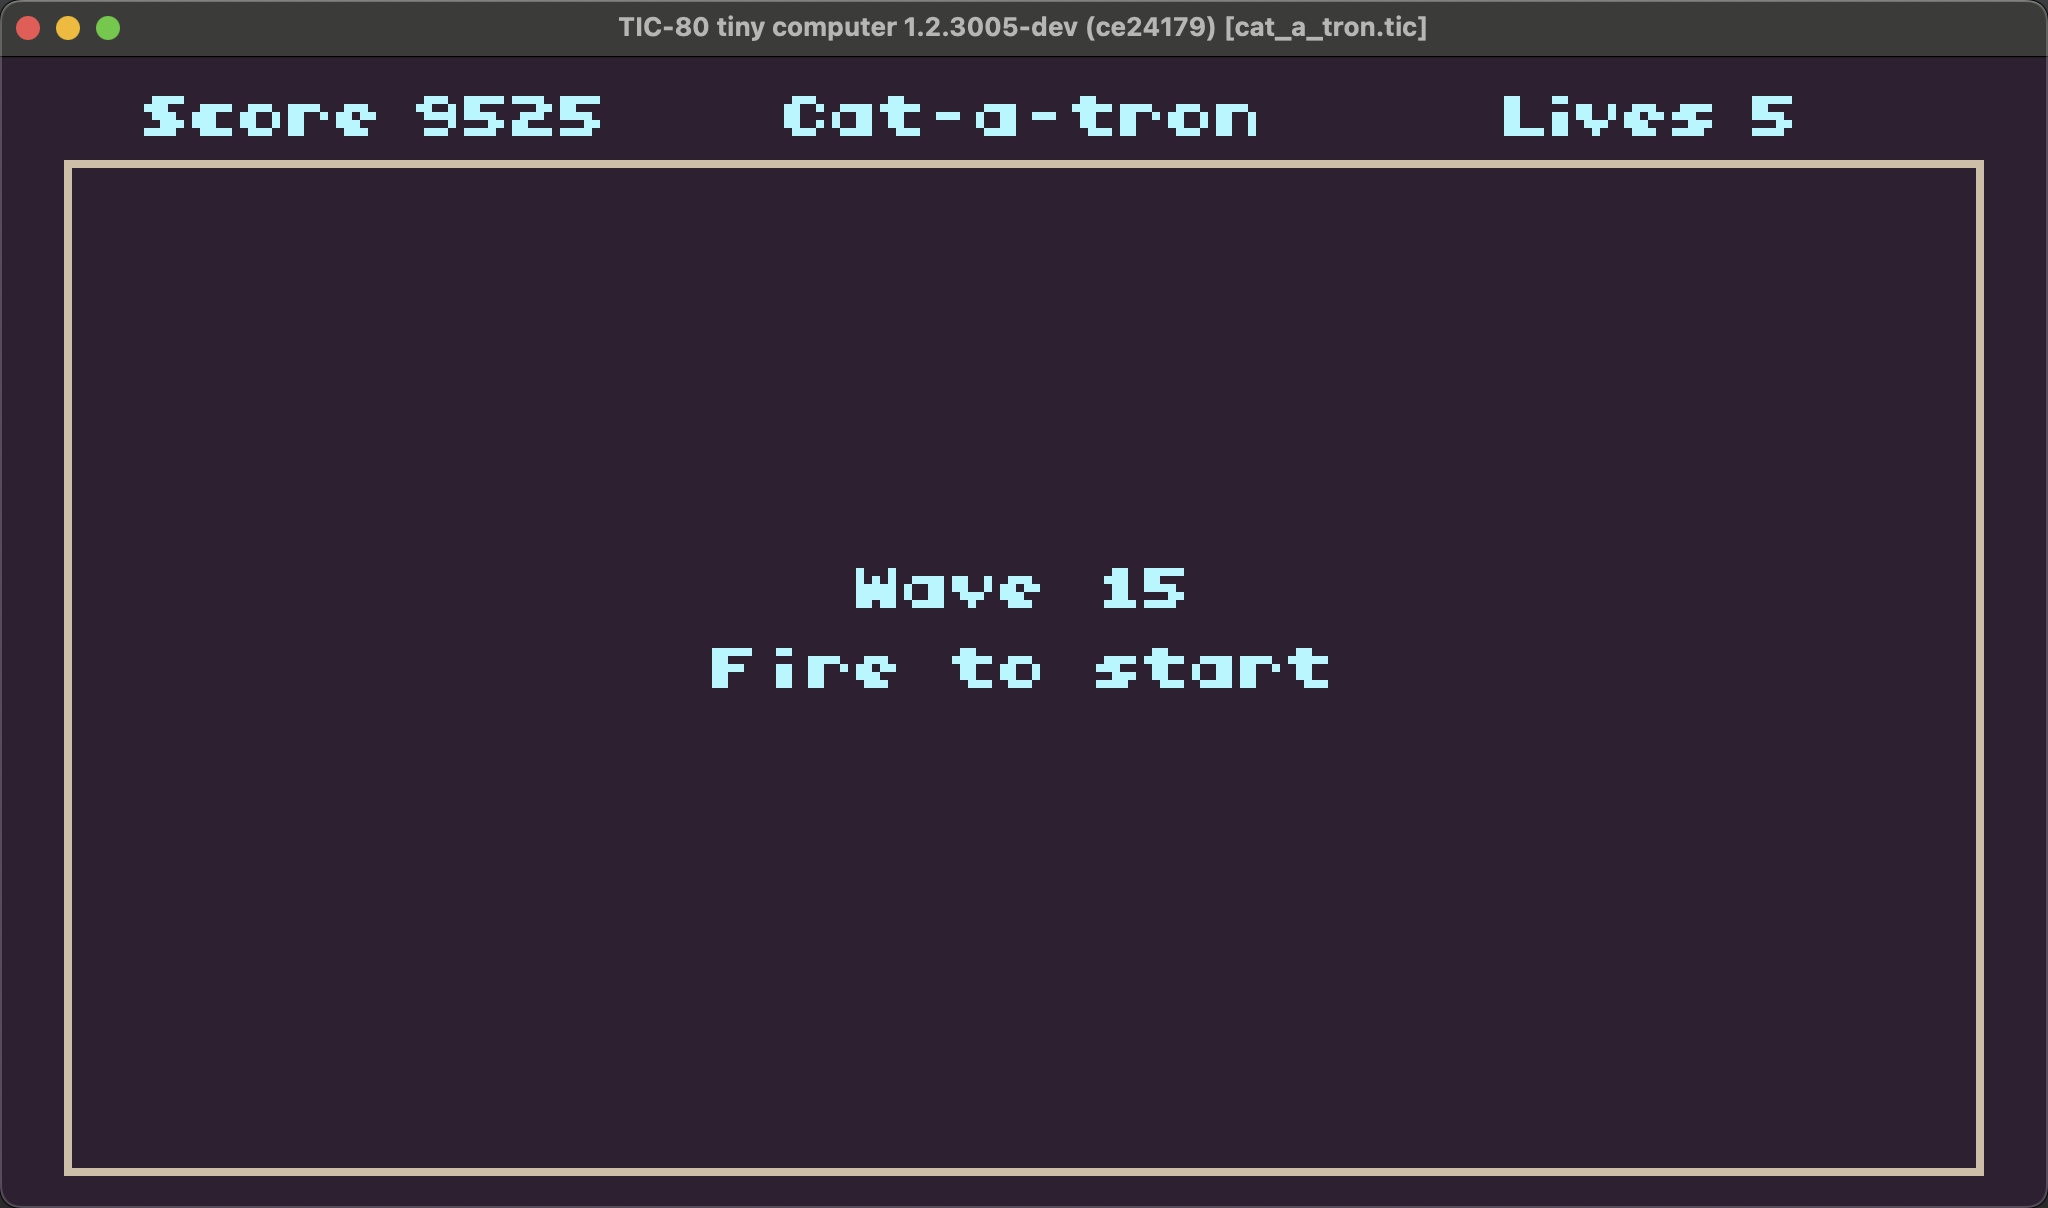 TIC-80 tiny computer 1.2.3005-dev (ce24179) [cat_a_tron.tic]
Score 9525 Cat-a-tron Lives 5
Wave 15
Fire to start